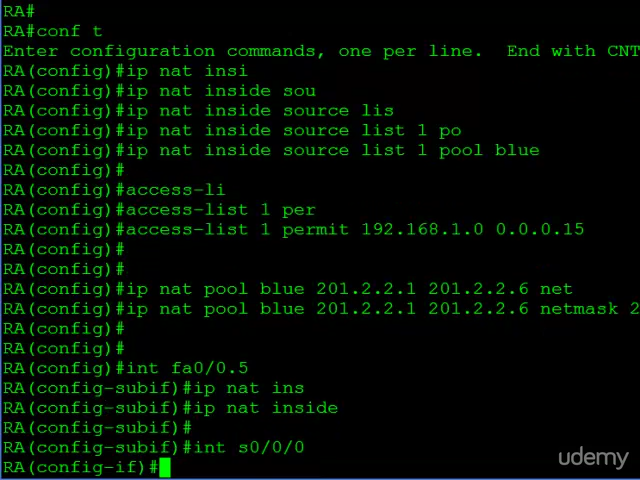 RA#
RA#conf t
Enter configuration commands, one per line.  End with CNT
RA(config)#ip nat insi
RA(config)#ip nat inside sou
RA(config)#ip nat inside source lis
RA(config)#ip nat inside source list 1 po
RA(config)#ip nat inside source list 1 pool blue
RA(config)#
RA(config)#access-li
RA(config)#access-list 1 per
RA(config)#access-list 1 permit 192.168.1.0 0.0.0.15
RA(config)#
RA(config)#
RA(config)#ip nat pool blue 201.2.2.1 201.2.2.6 net
RA(config)#ip nat pool blue 201.2.2.1 201.2.2.6 netmask 2
RA(config)#
RA(config)#
RA(config)#int fa0/0.5
RA(config-subif)#ip nat ins
RA(config-subif)#ip nat inside
RA(config-subif)#
RA(config-subif)#int s0/0/0
RA(config-if)#
udemy